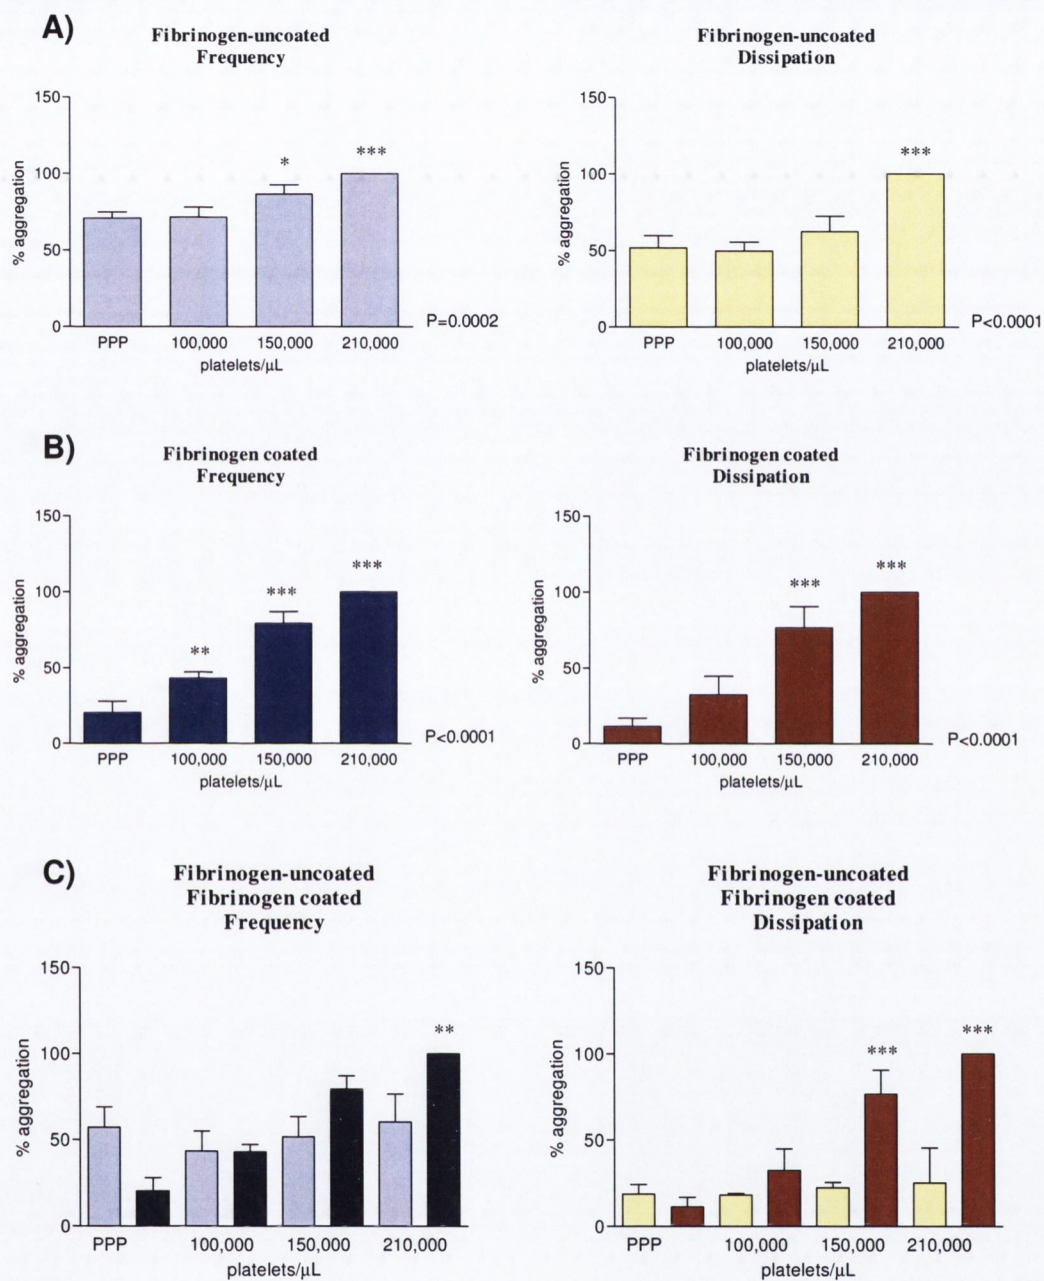 A)
Fibrinogen-uncoated
Frequency
150
100
50
0
% aggregation
*
***
PPP 100,000 150,000 210,000
platelets/μL
P=0.0002
Fibrinogen-uncoated
Dissipation
150
100
50
0
% aggregation
***
PPP 100,000 150,000 210,000
platelets/μL
P<0.0001
B)
Fibrinogen coated
Frequency
150
100
50
0
% aggregation
**
***
***
PPP 100,000 150,000 210,000
platelets/μL
P<0.0001
Fibrinogen coated
Dissipation
150
100
50
0
% aggregation
***
***
PPP 100,000 150,000 210,000
platelets/μL
P<0.0001
C)
Fibrinogen-uncoated
Fibrinogen coated
Frequency
150
100
50
0
% aggregation
**
PPP 100,000 150,000 210,000
platelets/μL
Fibrinogen-uncoated
Fibrinogen coated
Dissipation
150
100
50
0
% aggregation
***
***
PPP 100,000 150,000 210,000
platelets/μL